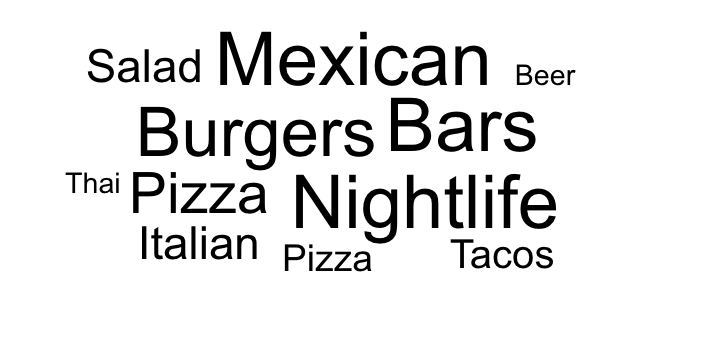 Salad Mexican Beer
Burgers Bars
Thai Pizza Nightlife
Italian Pizza Tacos